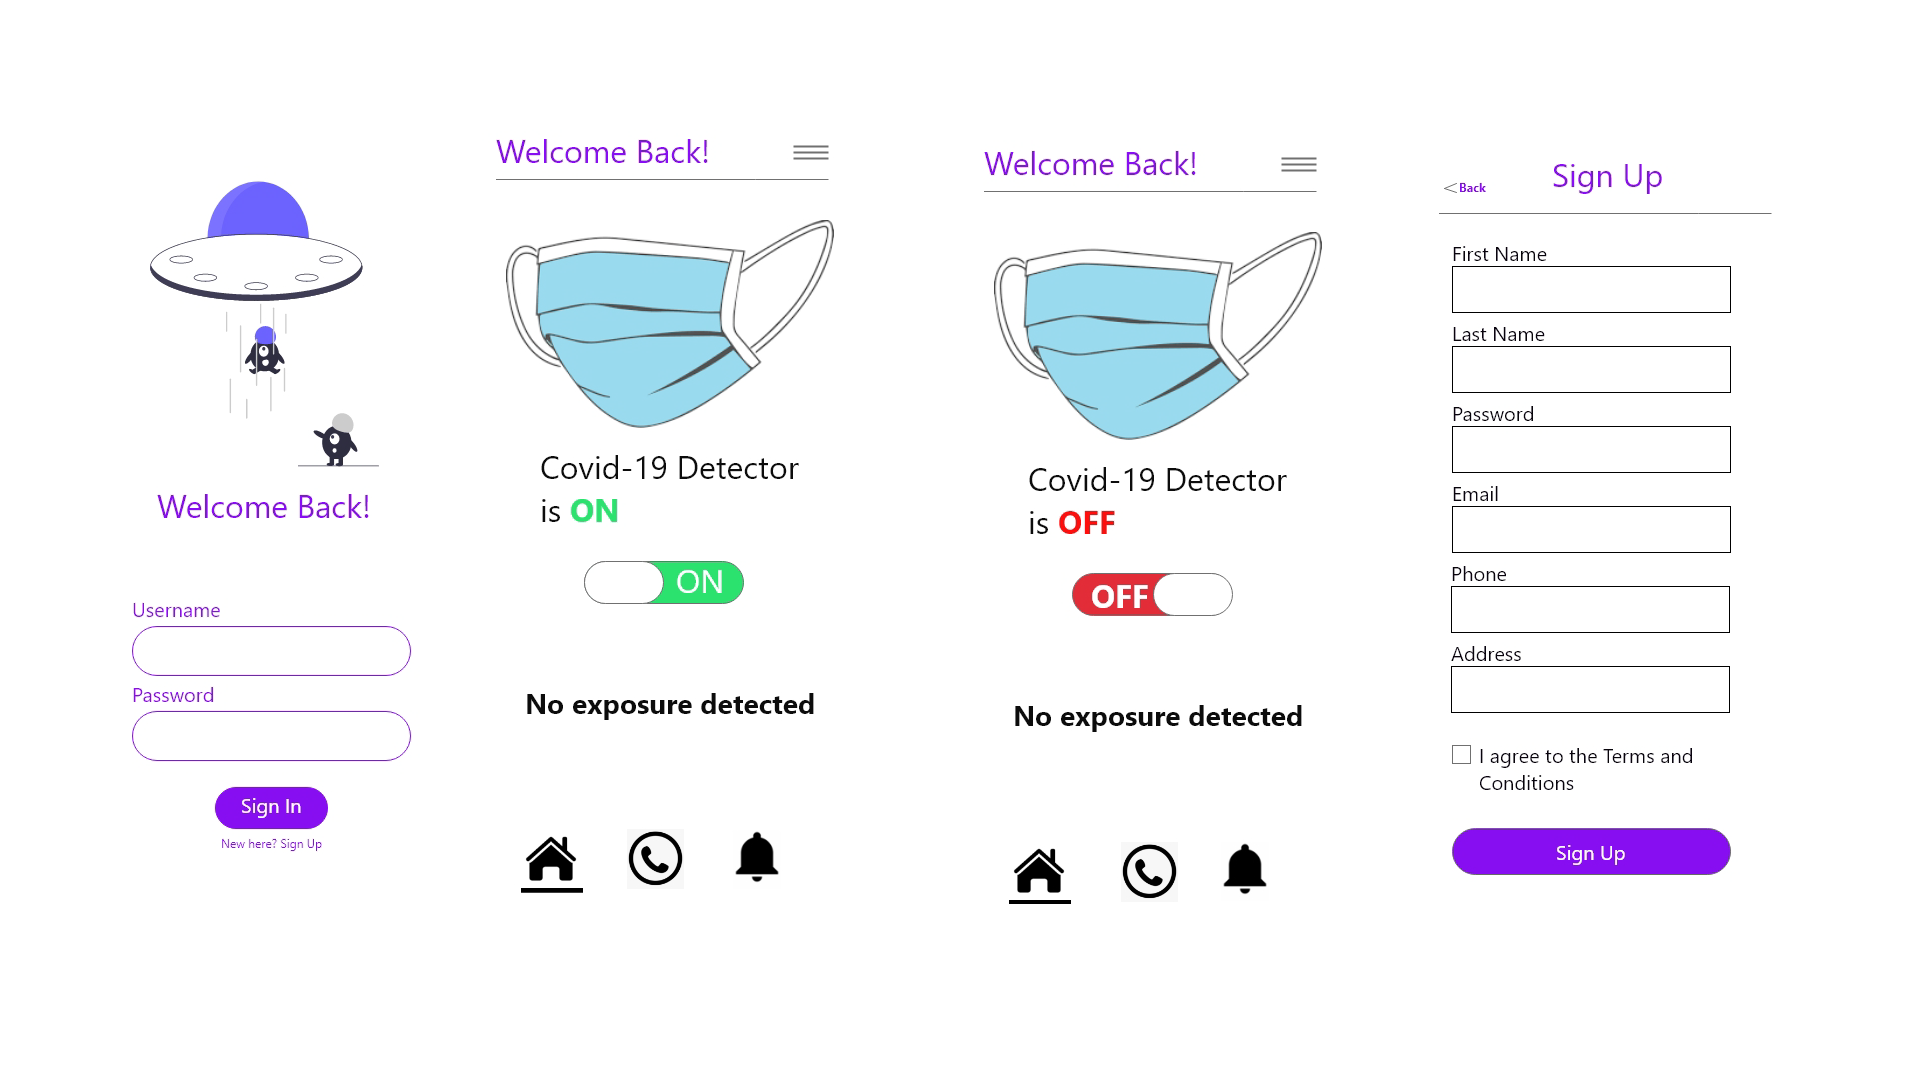 Welcome Back!
Username
Password
Sign In
New here? Sign Up
Welcome Back!
Covid-19 Detector
is ON
ON
No exposure detected
Welcome Back!
Covid-19 Detector
is OFF
OFF
No exposure detected
Back
Sign Up
First Name
Last Name
Password
Email
Phone
Address
I agree to the Terms and
Conditions
Sign Up